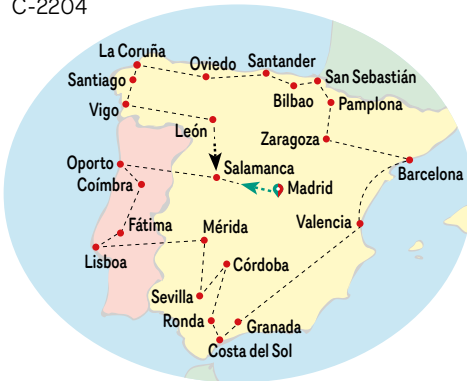 C-2204
La Coruña
Oviedo
Santander
San Sebastián
Santiago
Bilbao
Pamplona
Vigo
León
Zaragoza
Oporto
Salamanca
Barcelona
Coímbra
Madrid
Fátima
Mérida
Valencia
Lisboa
Córdoba
Sevilla
Ronda
Granada
Costa del Sol